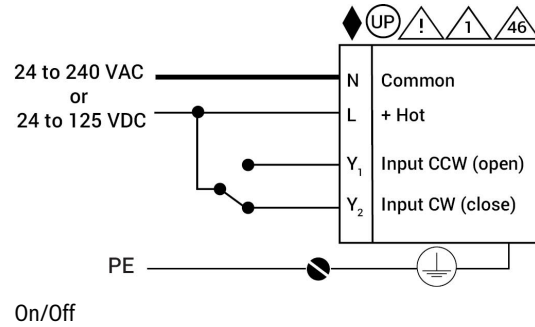 UP ! 1 46
24 to 240 VAC
or
24 to 125 VDC
N Common
L + Hot
Y1 Input CCW (open)
Y2 Input CW (close)
PE
On/Off